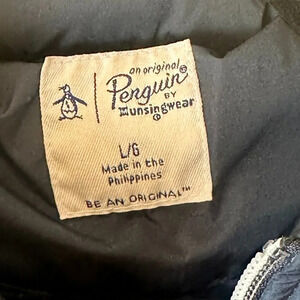 an original
Penguin®
BY
Munsingwear
®
L/G
Made in the
Philippines
BE AN ORIGINAL™